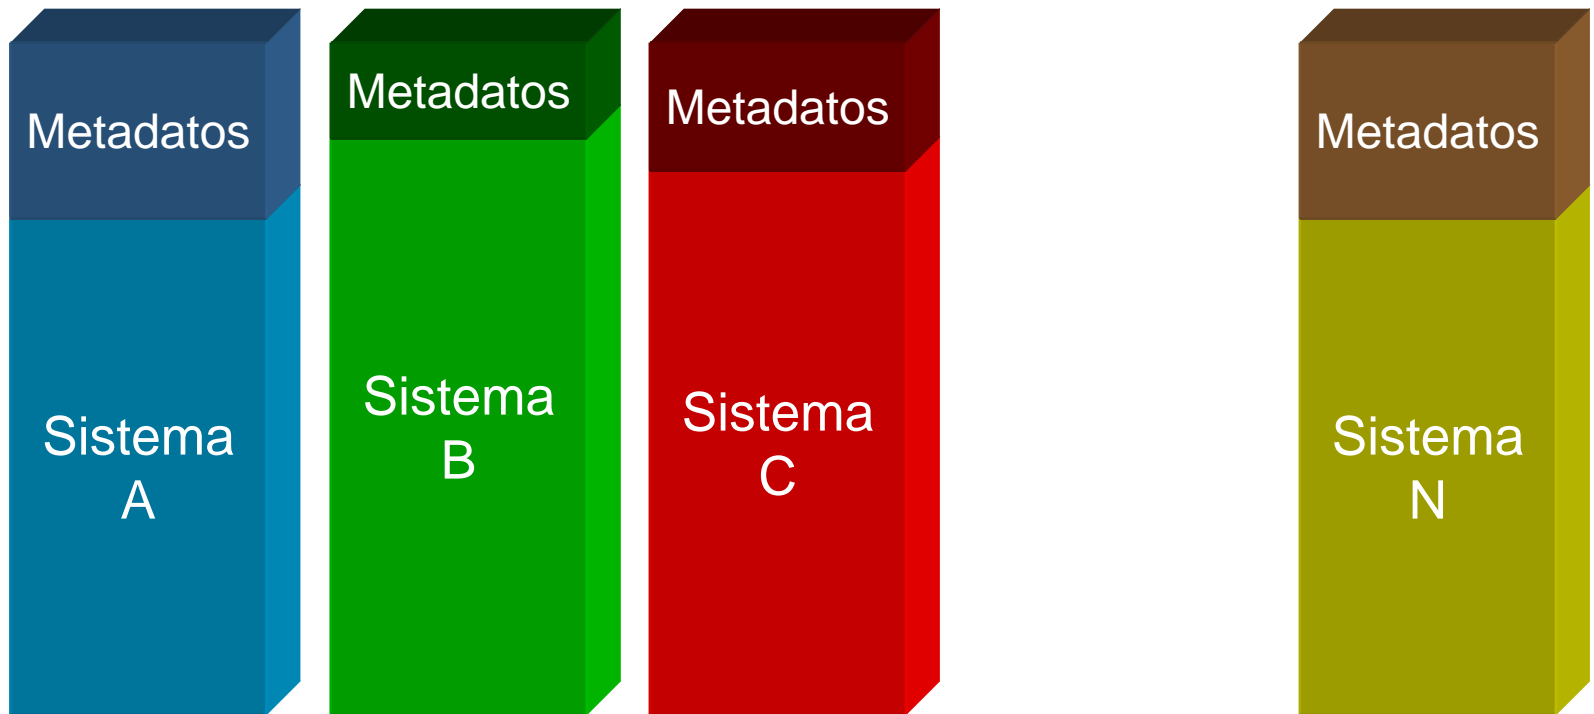 Metadatos
Sistema
A
Metadatos
Sistema
B
Metadatos
Sistema
C
Metadatos
Sistema
N